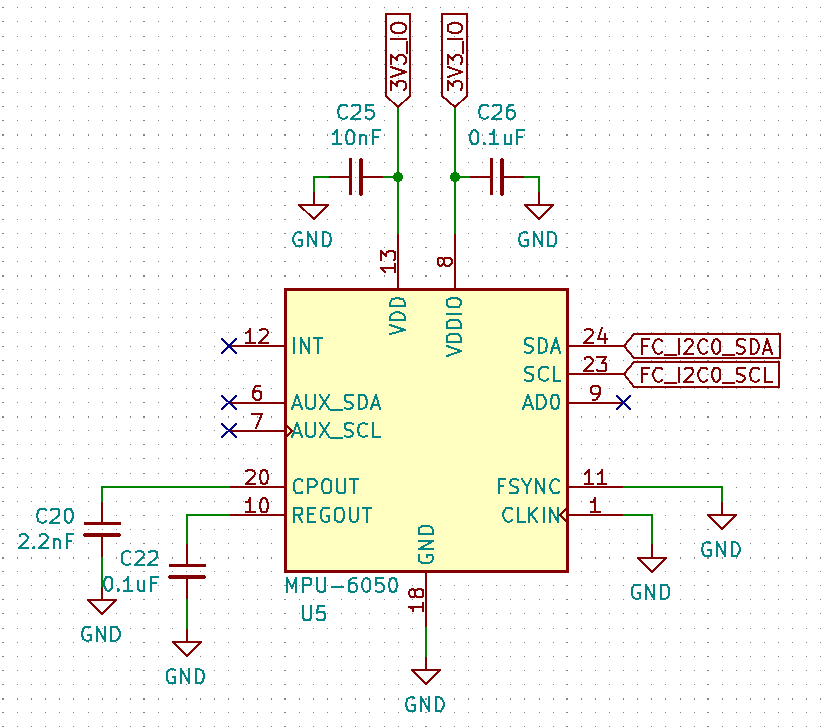 3V3_IO
3V3_IO
C25
10nF
C26
0.1uF
GND
GND
13
8
VDD
VDDIO
12
INT
SDA
24
FC_I2C0_SDA
SCL
23
FC_I2C0_SCL
6
AUX_SDA
AD0
9
7
AUX_SCL
20
CPOUT
FSYNC
11
10
REGOUT
CLKIN
1
C20
2.2nF
C22
0.1uF
GND
GND
GND
MPU-6050
U5
18
GND
GND
GND